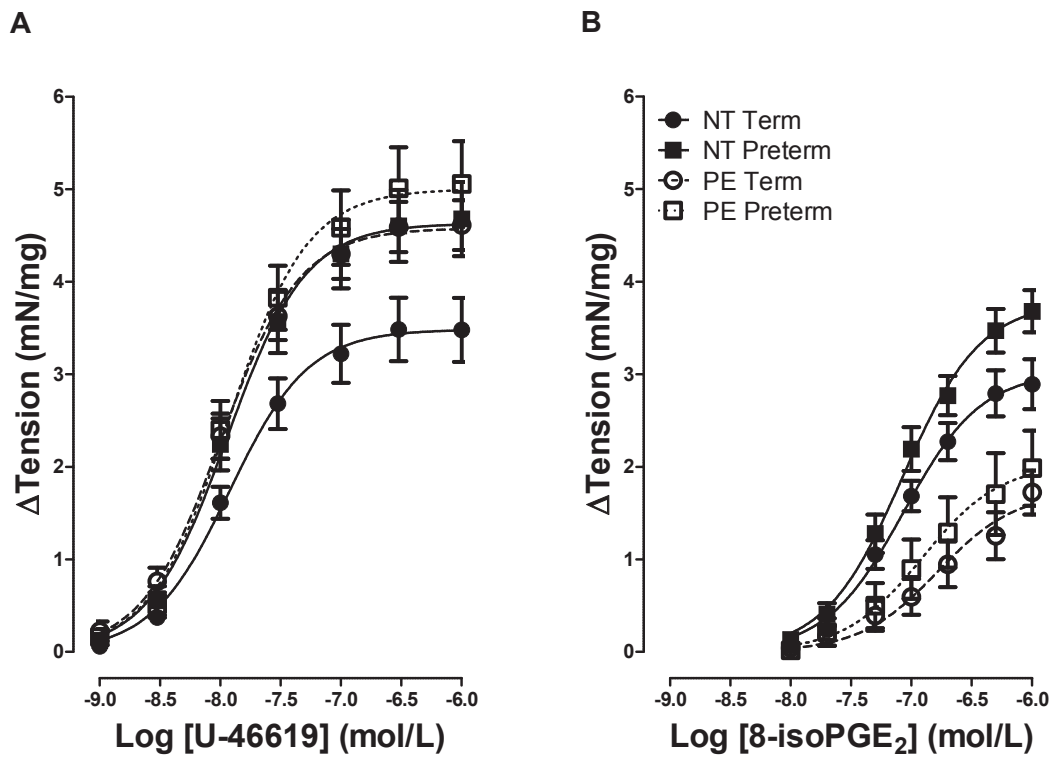 A
6
5
4
3
2
1
0
ΔTension (mN/mg)
-9.0 -8.5 -8.0 -7.5 -7.0 -6.5 -6.0
Log [U-46619] (mol/L)
B
6
5
4
3
2
1
0
ΔTension (mN/mg)
NT Term
NT Preterm
PE Term
PE Preterm
-9.0 -8.5 -8.0 -7.5 -7.0 -6.5 -6.0
Log [8-isoPGE₂] (mol/L)